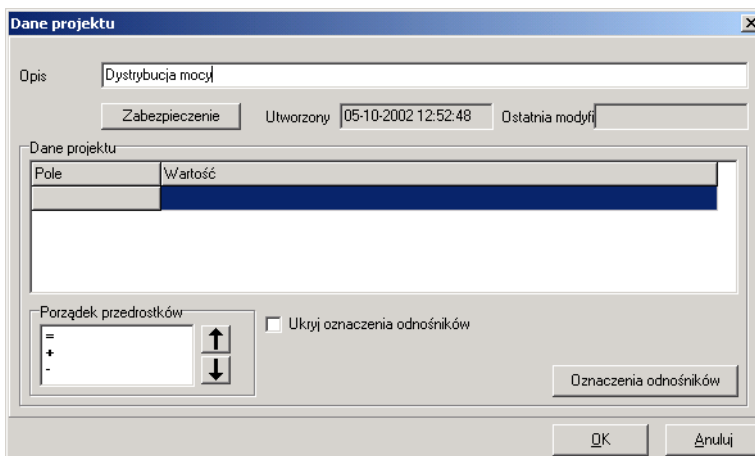 Dane projektu
Opis Dystrybucja mocy
Zabezpieczenie Utworzony 05-10-2002 12:52:48 Ostatnia modyfi
Dane projektu
Pole Wartość
Porządek przedrostków
=
+
-
Ukryj oznaczenia odnośników
Oznaczenia odnośników
OK Anuluj